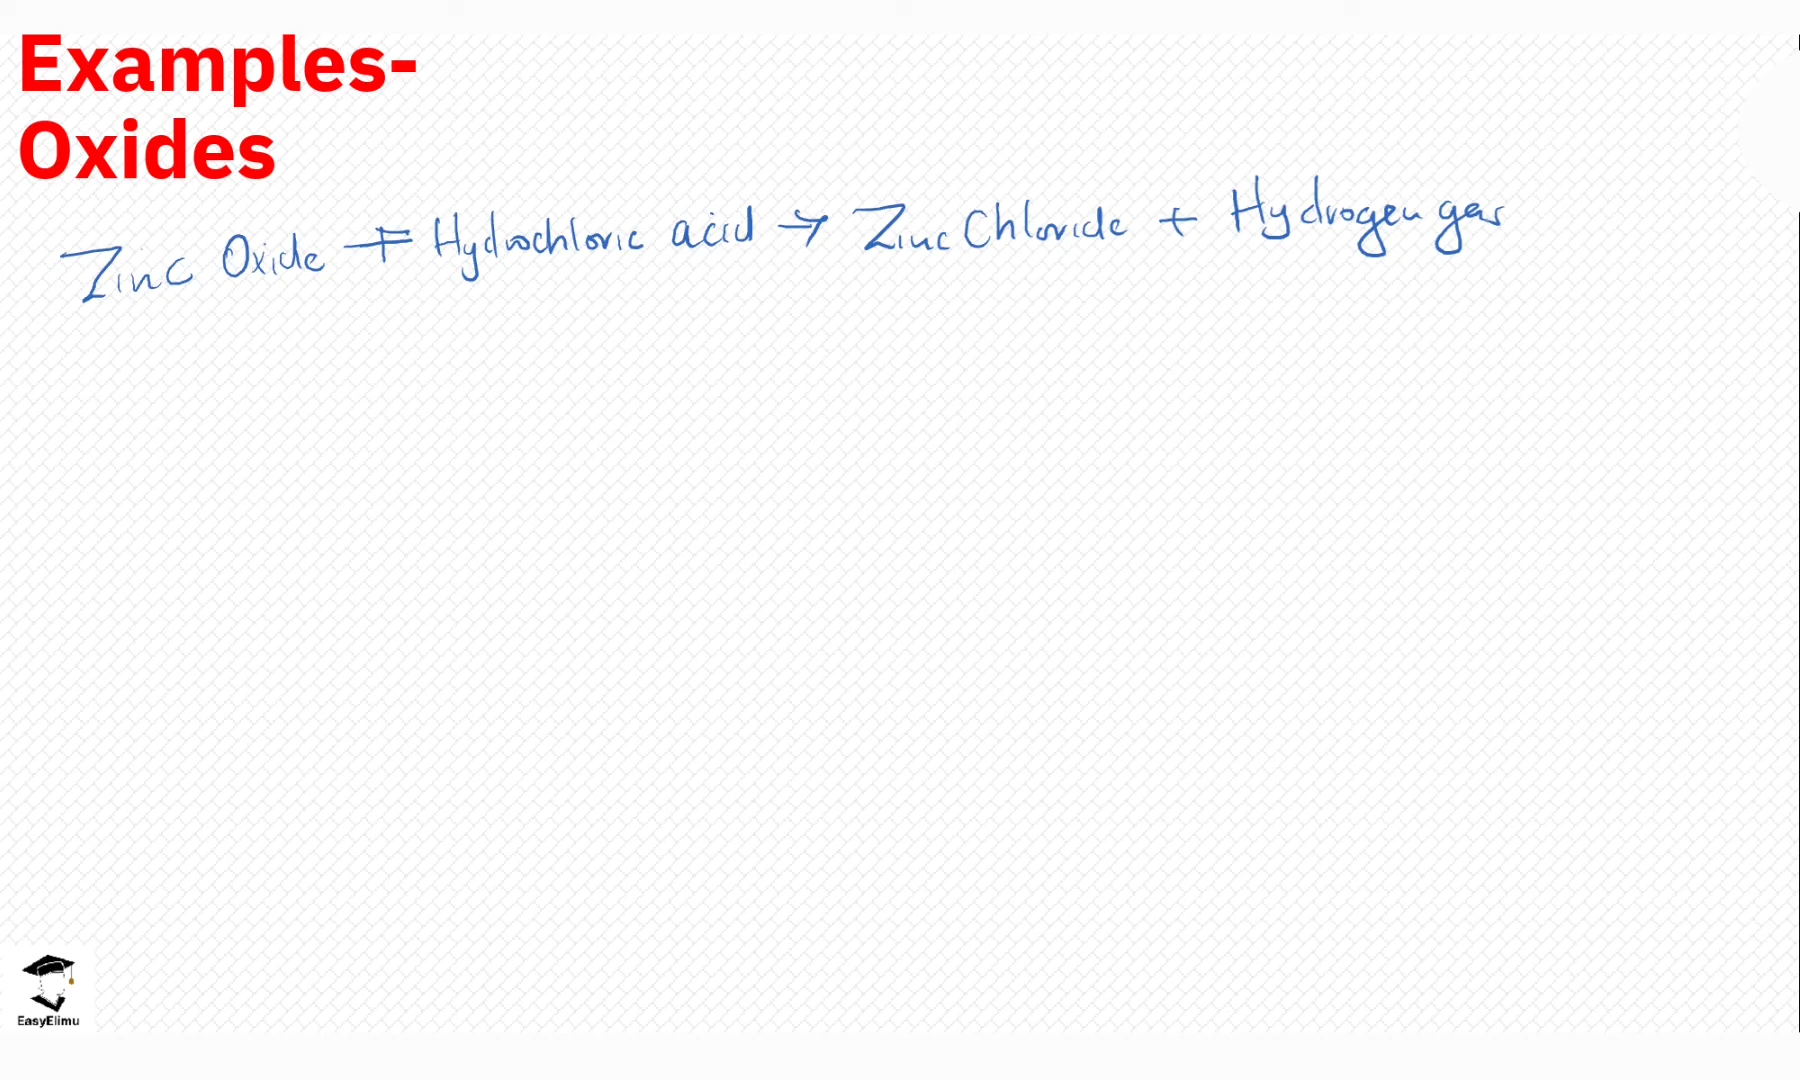 Examples-
Oxides
Zinc Oxide + Hydrochloric acid → Zinc Chloride + Hydrogen gas
EasyElimu